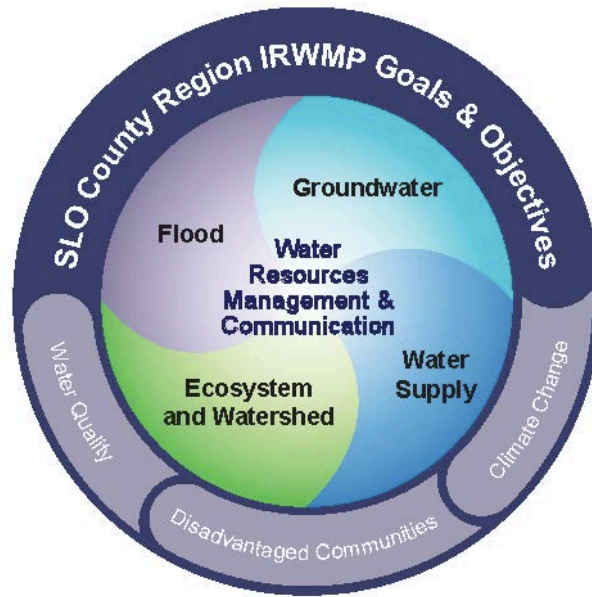 SLO County Region IRWMP Goals & Objectives
Groundwater
Flood
Water
Resources
Management &
Communication
Water
Supply
Ecosystem
and Watershed
Water Quality
Disadvantaged Communities
Climate Change